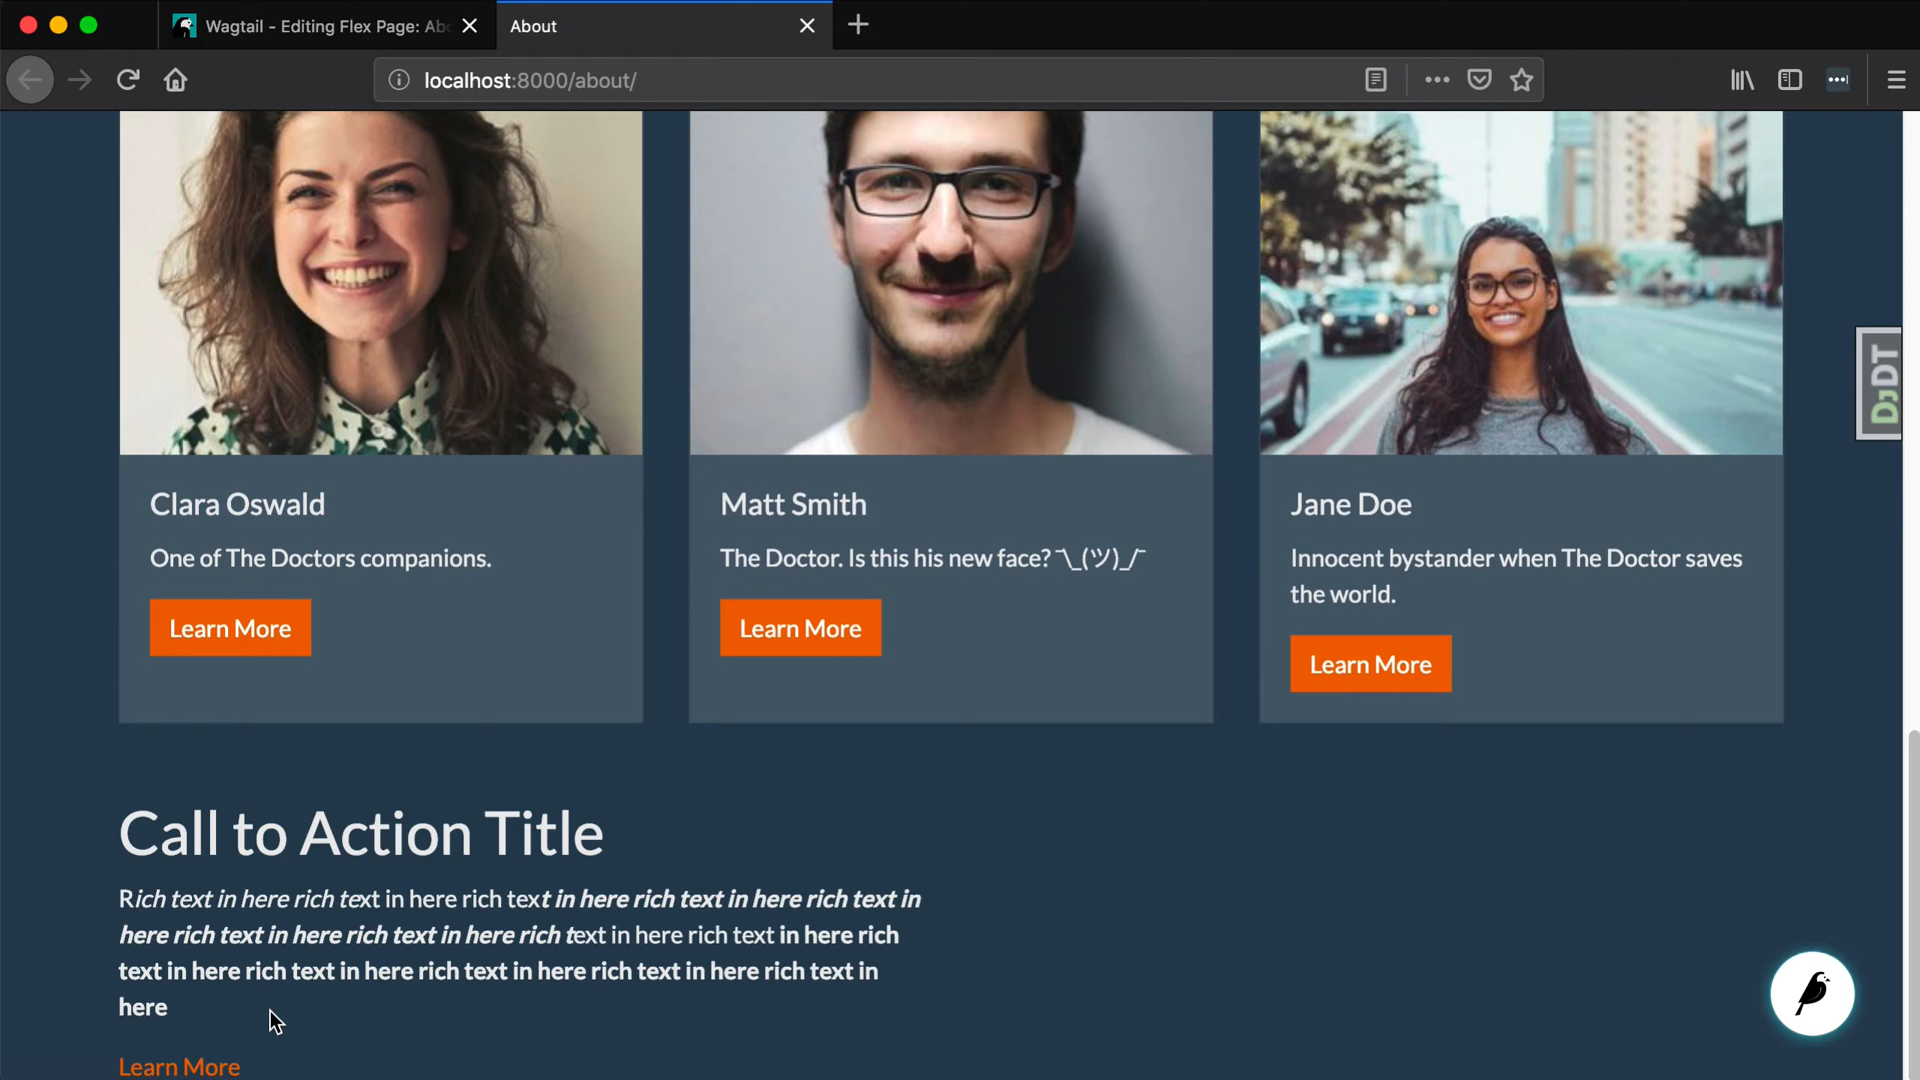 Wagtail - Editing Flex Page: Abo
About
localhost:8000/about/
DJDT
Clara Oswald
One of The Doctors companions.
Learn More
Matt Smith
The Doctor. Is this his new face? ¯\_(ツ)_/¯
Learn More
Jane Doe
Innocent bystander when The Doctor saves
the world.
Learn More
Call to Action Title
Rich text in here rich text in here rich text in here rich text in here rich text in
here rich text in here rich text in here rich text in here rich text in here rich
text in here rich text in here rich text in here rich text in here rich text in
here
Learn More